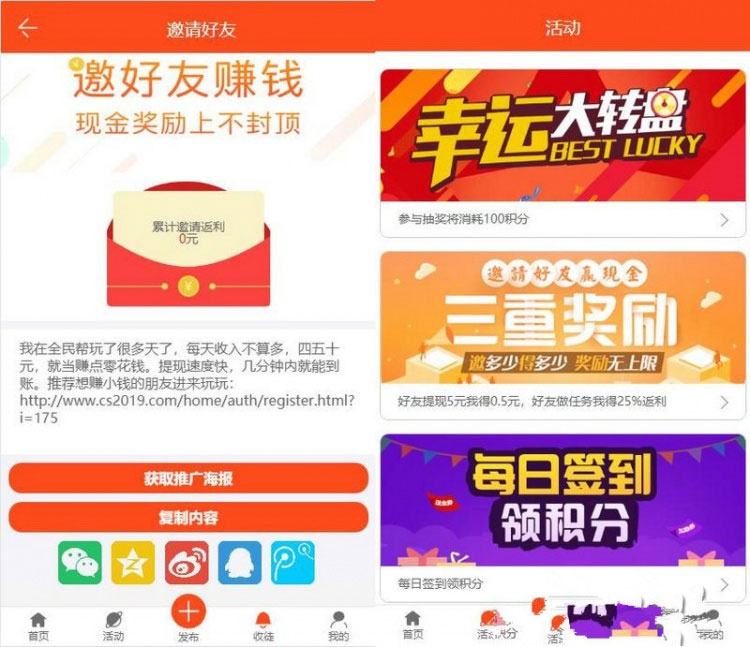 邀请好友
邀好友赚钱
现金奖励上不封顶
累计邀请返利
0元
我在全民帮玩了很多天了，每天收入不算多，四五十
元，就当赚点零花钱。提现速度快，几分钟内就能到
账。推荐想赚小钱的朋友进来玩玩：
http://www.cs2019.com/home/auth/register.html?
i=175
获取推广海报
复制内容
首页
活动
发布
收徒
我的
活动
幸运大转盘
BEST LUCKY
参与抽奖将消耗100积分
邀請好友贏現金
三重奖励
邀多少得多少 奖励无上限
好友提现5元我得0.5元，好友做任务我得25%返利
每日签到
领积分
每日签到领积分
首页
我的